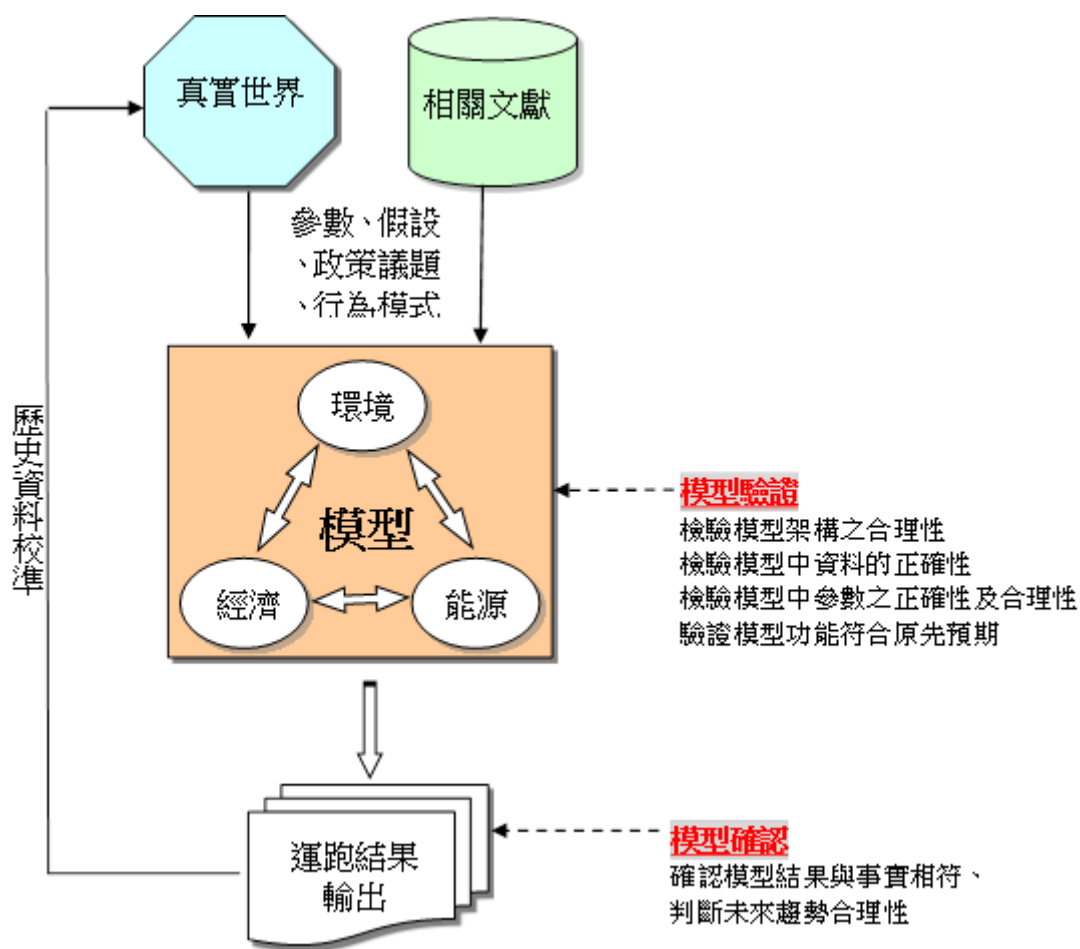 真實世界
相關文獻
參數、假設
、政策議題
、行為模式
環境
模型
經濟
能源
歷史資料校準
模型驗證
檢驗模型架構之合理性
檢驗模型中資料的正確性
檢驗模型中參數之正確性及合理性
驗證模型功能符合原先預期
運跑結果
輸出
模型確認
確認模型結果與事實相符、
判斷未來趨勢合理性